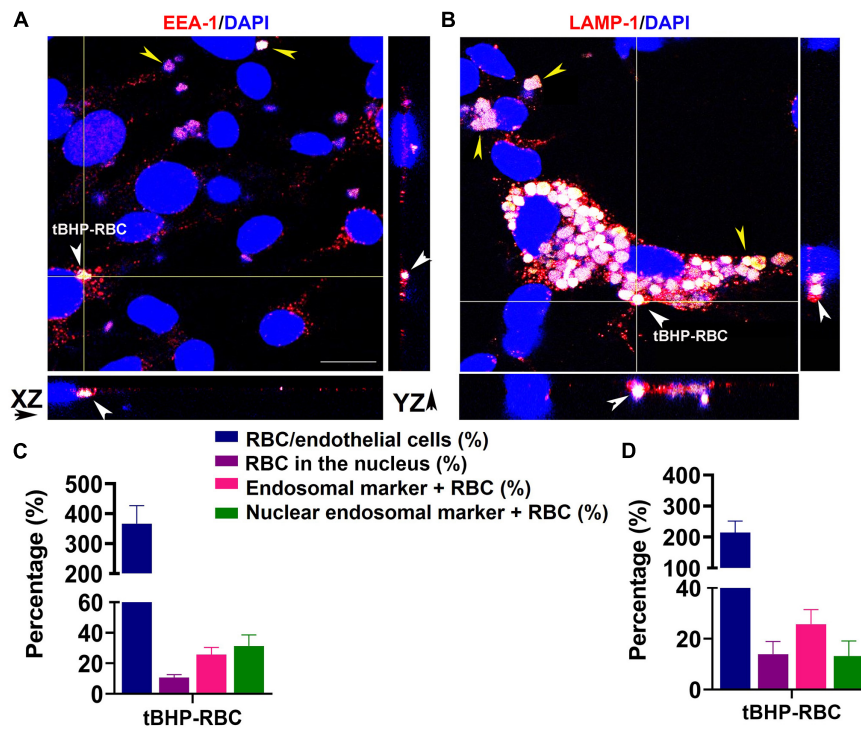 A
EEA-1/DAPI
tBHP-RBC
XZ
YZ
B
LAMP-1/DAPI
tBHP-RBC
RBC/endothelial cells (%)
RBC in the nucleus (%)
Endosomal marker + RBC (%)
Nuclear endosomal marker + RBC (%)
C
Percentage (%)
500
400
300
200
60
40
20
0
tBHP-RBC
D
Percentage (%)
400
300
200
100
40
20
0
tBHP-RBC